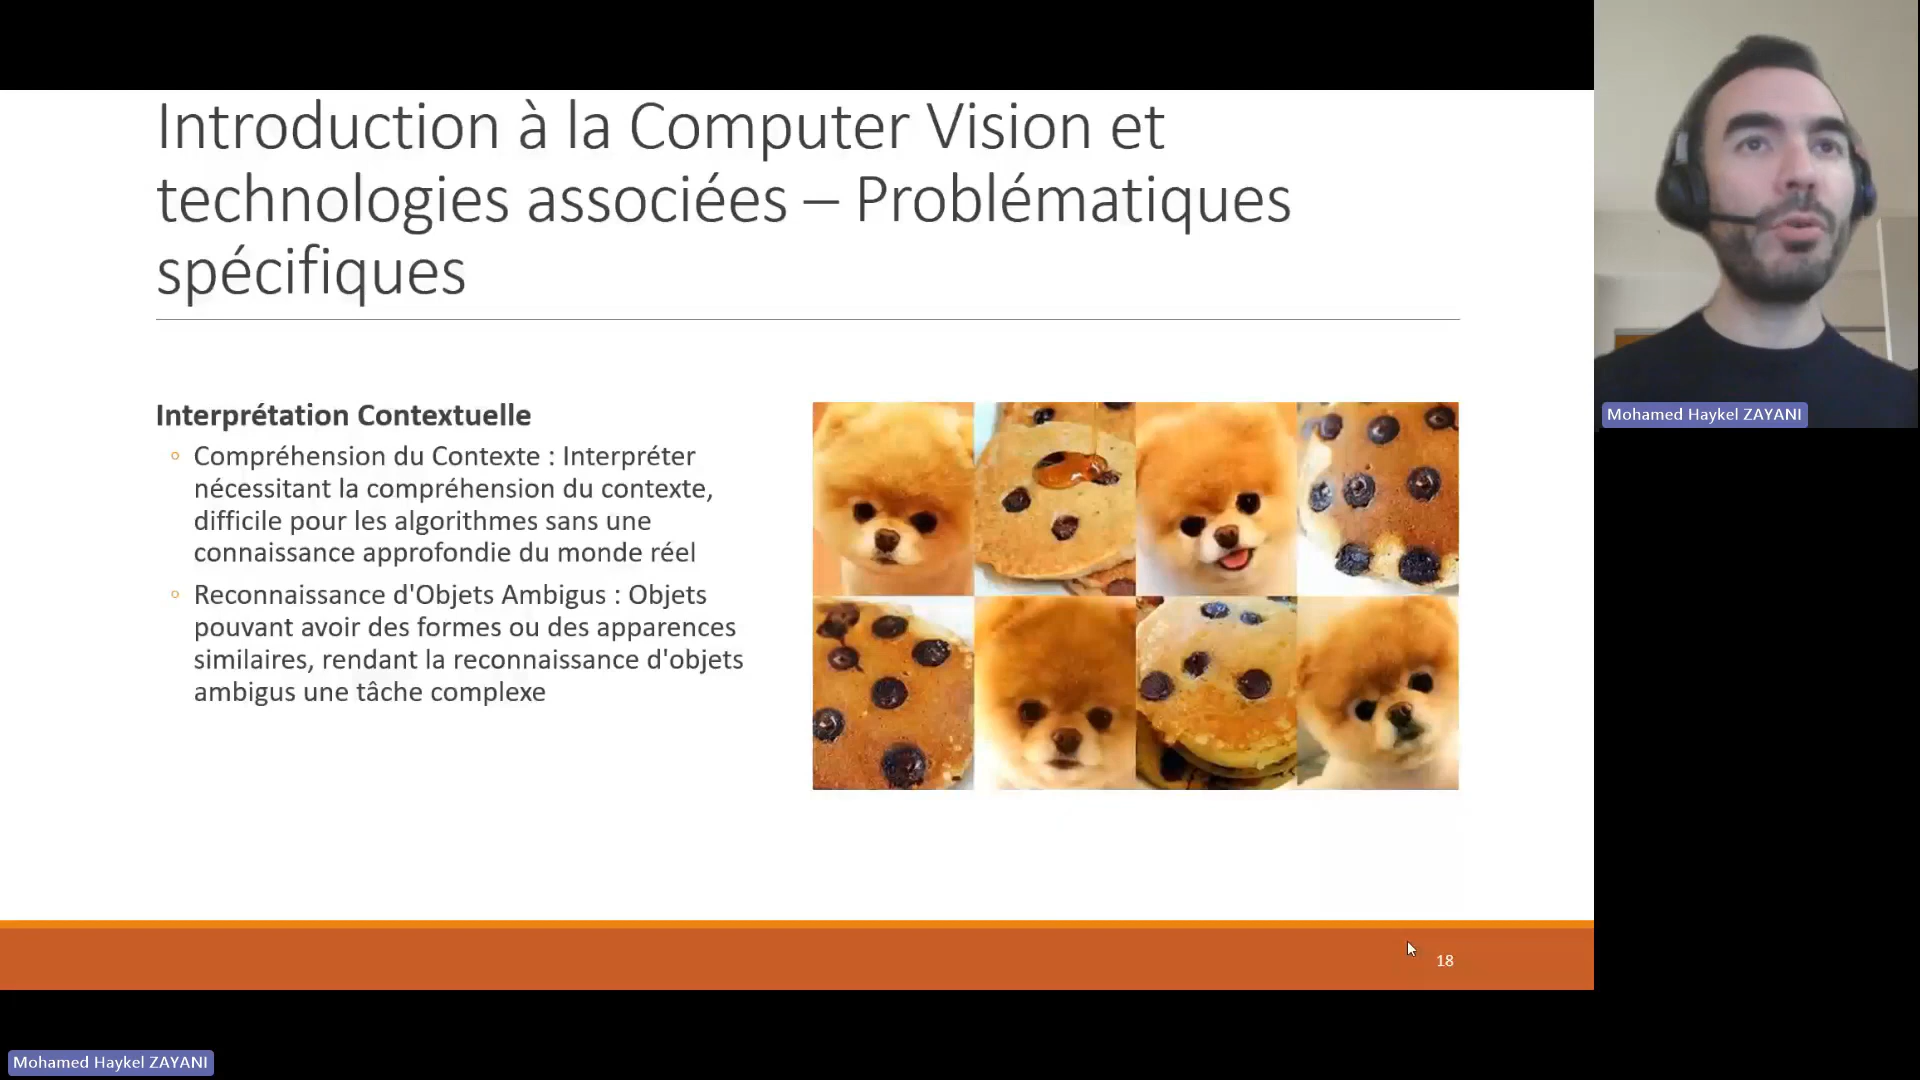 Introduction à la Computer Vision et
technologies associées – Problématiques
spécifiques
Interprétation Contextuelle
Compréhension du Contexte : Interpréter
nécessitant la compréhension du contexte,
difficile pour les algorithmes sans une
connaissance approfondie du monde réel
Reconnaissance d'Objets Ambigus : Objets
pouvant avoir des formes ou des apparences
similaires, rendant la reconnaissance d'objets
ambigus une tâche complexe
18
Mohamed Haykel ZAYANI
Mohamed Haykel ZAYANI